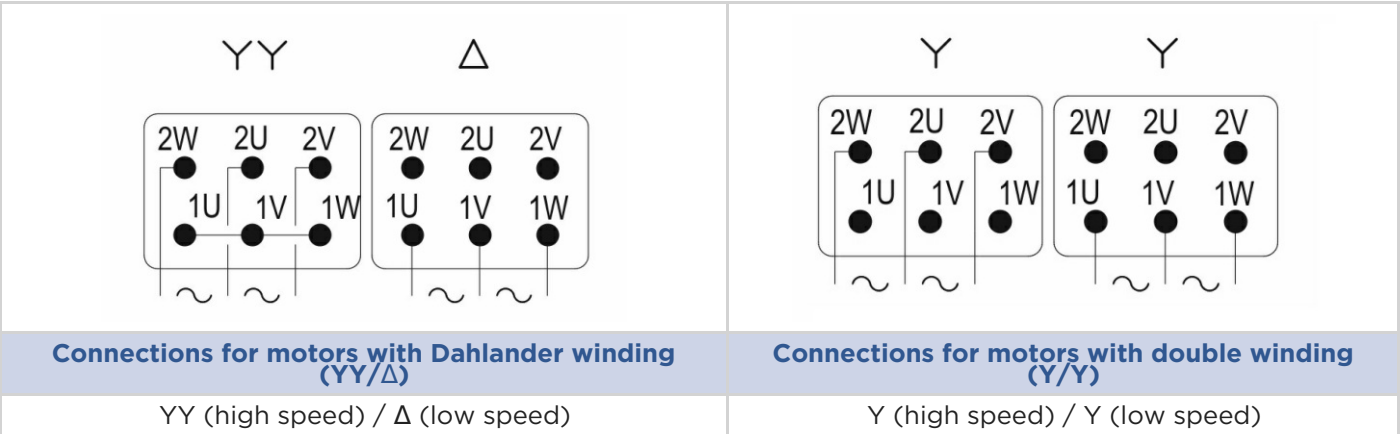 YY Δ
2W 2U 2V 2W 2U 2V
1U 1V 1W 1U 1V 1W
∼ ∼ ∼ ∼
Connections for motors with Dahlander winding
(YY/Δ)
YY (high speed) / Δ (low speed)
Y Y
2W 2U 2V 2W 2U 2V
1U 1V 1W 1U 1V 1W
∼ ∼ ∼ ∼
Connections for motors with double winding
(Y/Y)
Y (high speed) / Y (low speed)